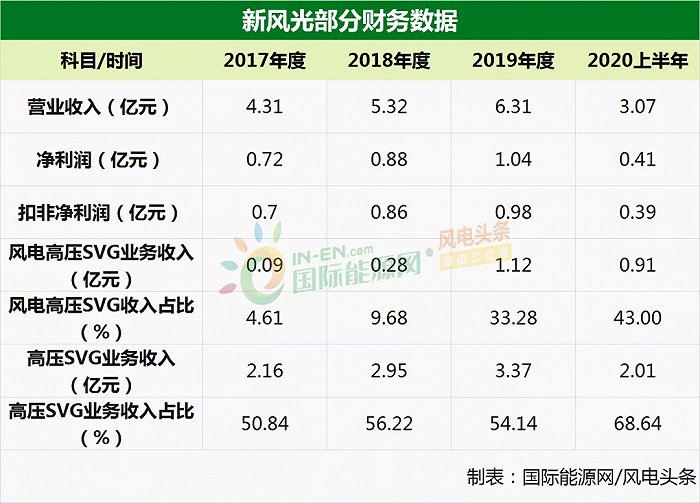 新风光部分财务数据
科目/时间 2017年度 2018年度 2019年度 2020上半年
营业收入（亿元） 4.31 5.32 6.31 3.07
净利润（亿元） 0.72 0.88 1.04 0.41
扣非净利润（亿元） 0.7 0.86 0.98 0.39
IN-EN.com
国际能源网
风电头条
风电高压SVG业务收入
（亿元） 0.09 0.28 1.12 0.91
风电高压SVG收入占比
（%） 4.61 9.68 33.28 43.00
高压SVG业务收入
（亿元） 2.16 2.95 3.37 2.01
高压SVG业务收入占比
（%） 50.84 56.22 54.14 68.64
制表：国际能源网/风电头条